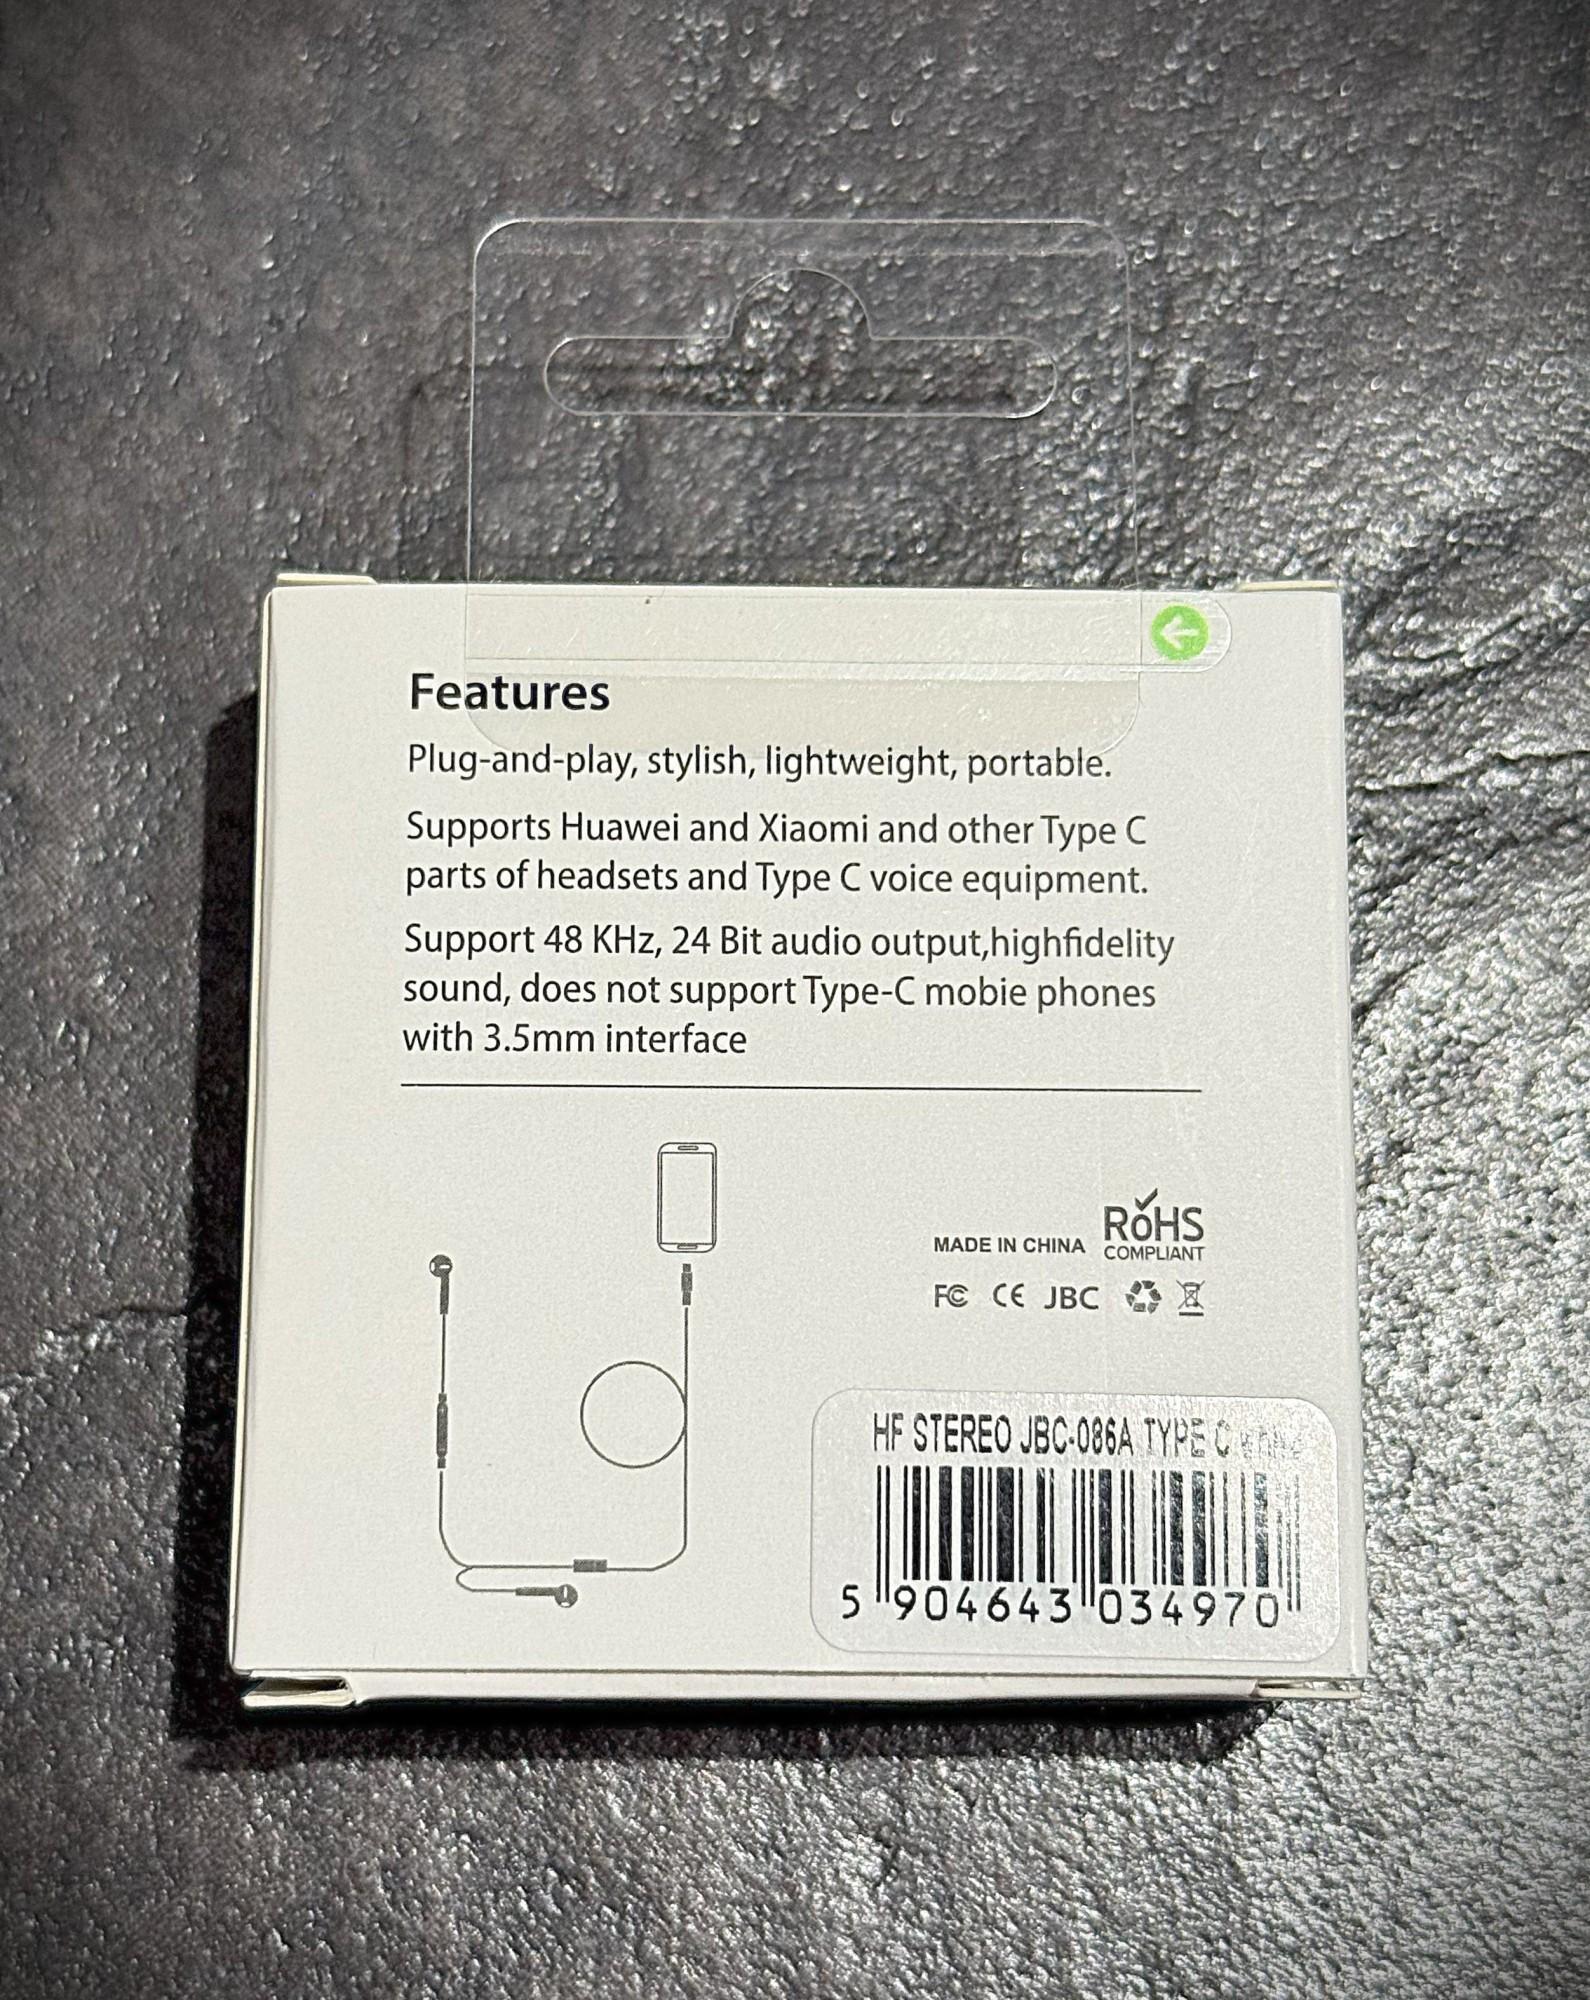 Features
Plug-and-play, stylish, lightweight, portable.
Supports Huawei and Xiaomi and other Type C
parts of headsets and Type C voice equipment.
Support 48 KHz, 24 Bit audio output,highfidelity
sound, does not support Type-C mobie phones
with 3.5mm interface
MADE IN CHINA
RoHS
COMPLIANT
FC CE JBC
HF STEREO JBC-086A TYPE C
5 904643 034970